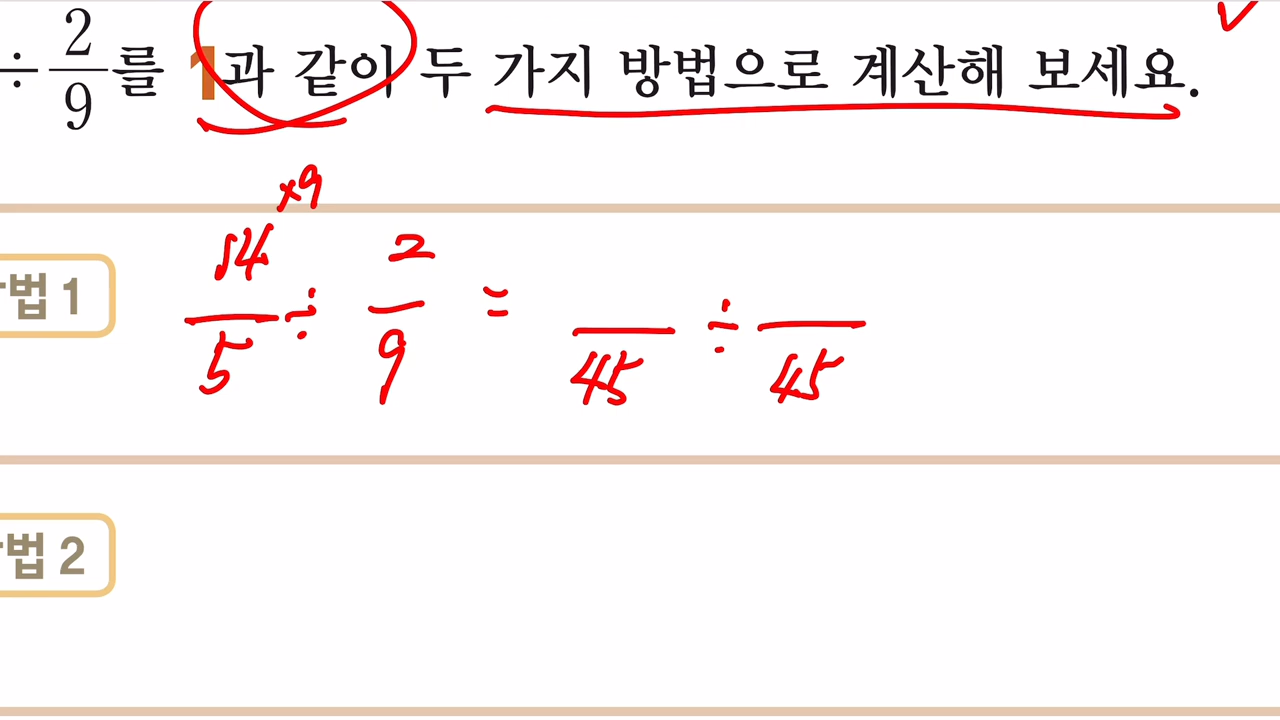 ÷ 2/9 를 1과 같이 두 가지 방법으로 계산해 보세요.
×9
14/5 ÷ 2/9 = /45 ÷ /45
법 1
법 2